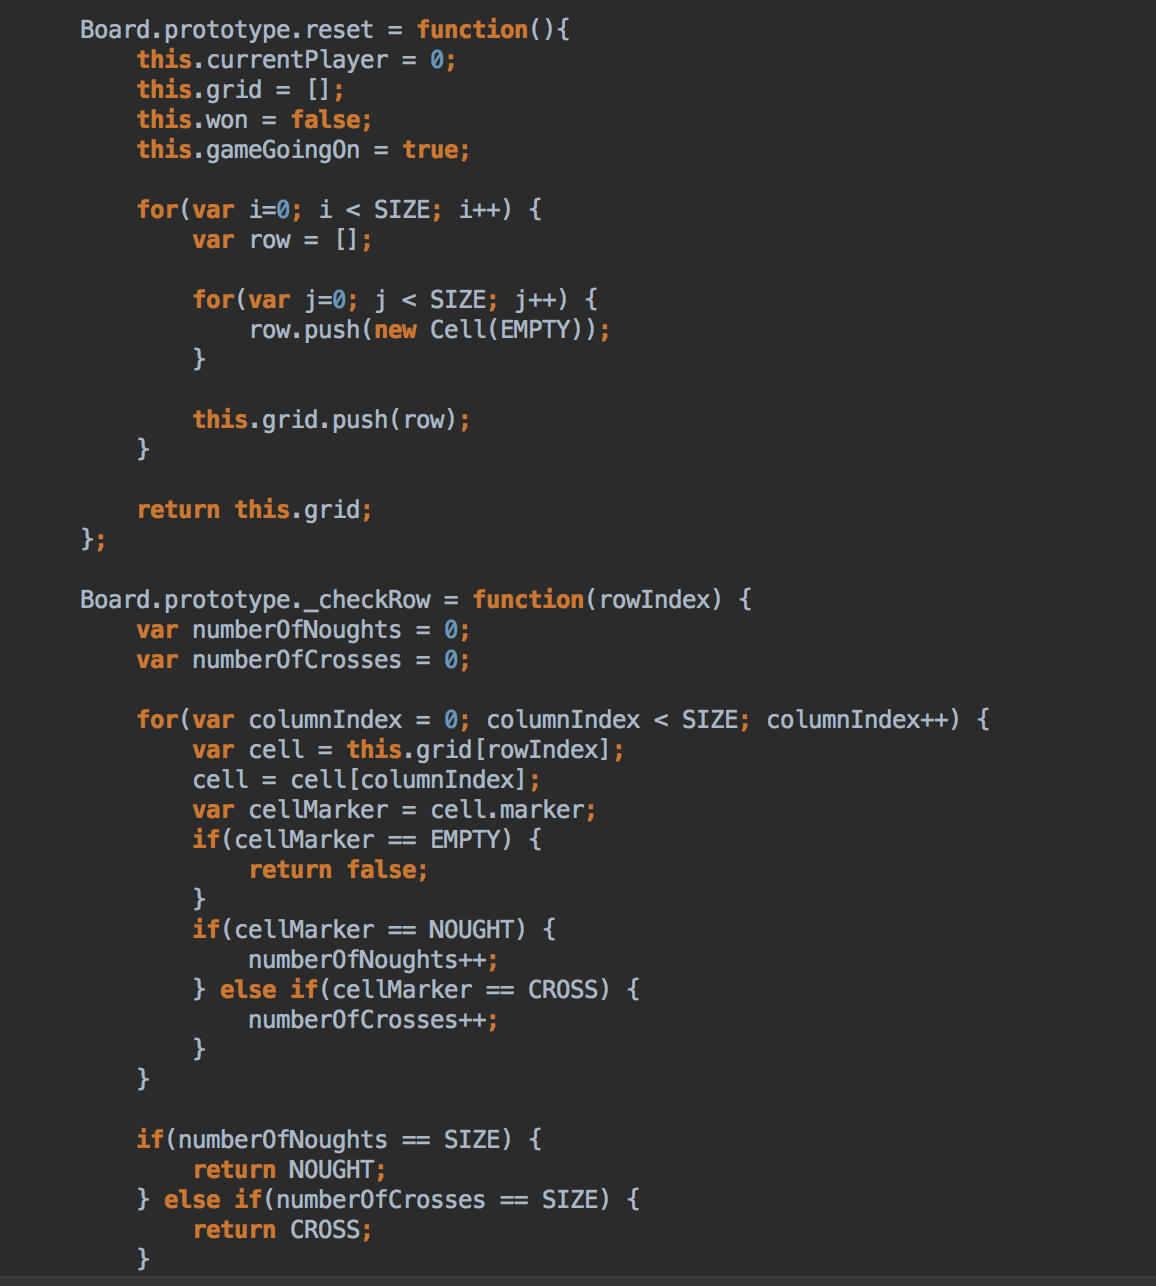 Board.prototype.reset = function(){
    this.currentPlayer = 0;
    this.grid = [];
    this.won = false;
    this.gameGoingOn = true;

    for(var i=0; i < SIZE; i++) {
        var row = [];

        for(var j=0; j < SIZE; j++) {
            row.push(new Cell(EMPTY));
        }

        this.grid.push(row);
    }

    return this.grid;
};

Board.prototype._checkRow = function(rowIndex) {
    var numberOfNoughts = 0;
    var numberOfCrosses = 0;

    for(var columnIndex = 0; columnIndex < SIZE; columnIndex++) {
        var cell = this.grid[rowIndex];
        cell = cell[columnIndex];
        var cellMarker = cell.marker;
        if(cellMarker == EMPTY) {
            return false;
        }
        if(cellMarker == NOUGHT) {
            numberOfNoughts++;
        } else if(cellMarker == CROSS) {
            numberOfCrosses++;
        }
    }

    if(numberOfNoughts == SIZE) {
        return NOUGHT;
    } else if(numberOfCrosses == SIZE) {
        return CROSS;
    }